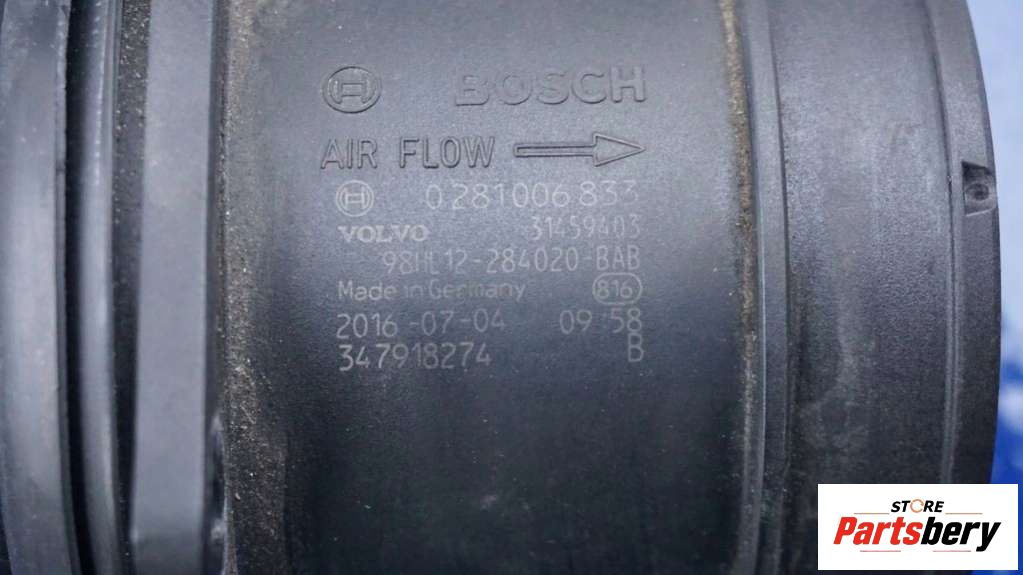 BOSCH
AIR FLOW
0281006833
VOLVO 31459403
98HL12-284020-BAB
Made in Germany 816
2016-07-04 09:58
347918274 B
STORE
Partsbery